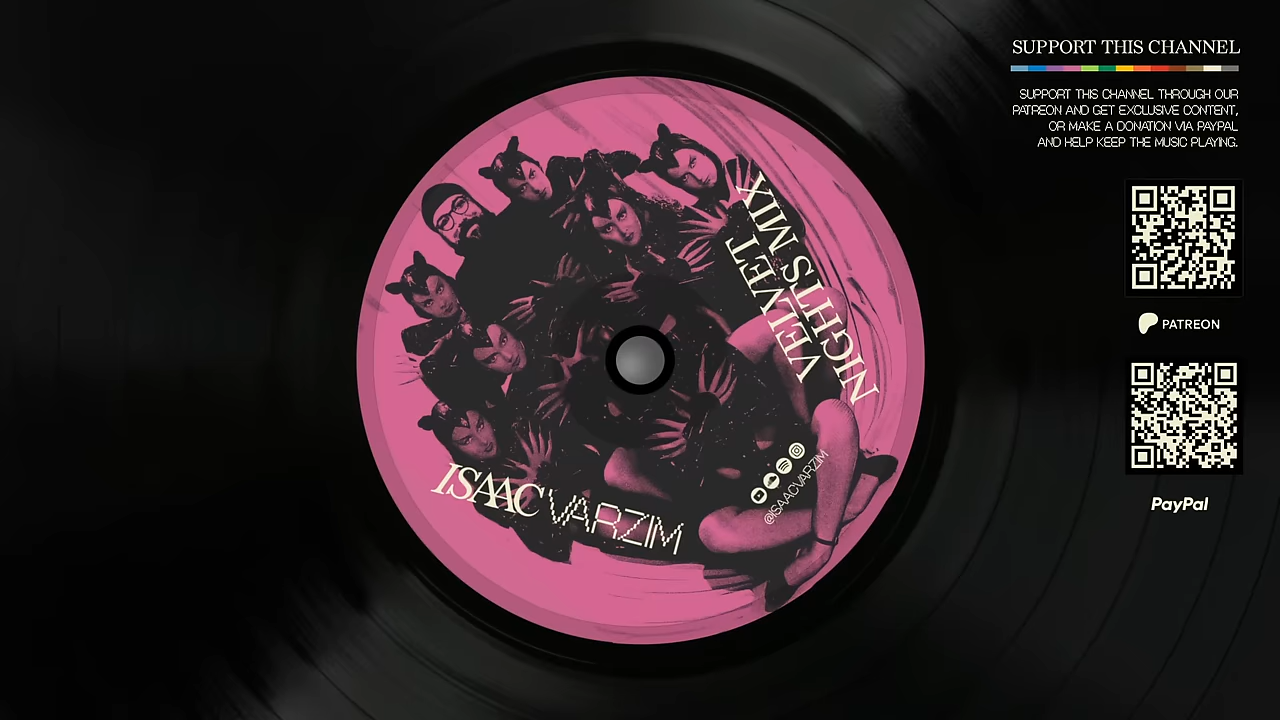 SUPPORT THIS CHANNEL
SUPPORT THIS CHANNEL THROUGH OUR
PATREON AND GET EXCLUSIVE CONTENT,
OR MAKE A DONATION VIA PAYPAL
AND HELP KEEP THE MUSIC PLAYING.
PATREON
PayPal
VELVET
NIGHTS MIX
ISAAC VARZIM
@ISAACVARZIM